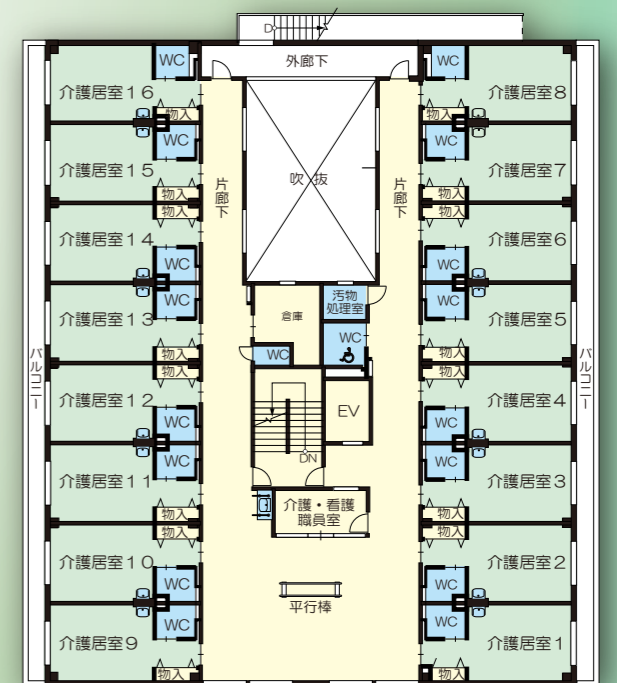 D
外廊下
WC
WC
介護居室16
介護居室8
物入
物入
WC
WC
介護居室15
片廊下
吹抜
片廊下
介護居室7
物入
物入
物入
物入
介護居室14
介護居室6
WC
WC
汚物
処理室
WC
WC
介護居室13
倉庫
介護居室5
WC
バルコニー
物入
WC
物入
バルコニー
物入
物入
介護居室12
EV
介護居室4
WC
WC
DN
WC
WC
介護居室11
介護居室3
介護・看護
職員室
物入
物入
物入
物入
介護居室10
介護居室2
WC
WC
平行棒
WC
WC
介護居室9
介護居室1
物入
物入